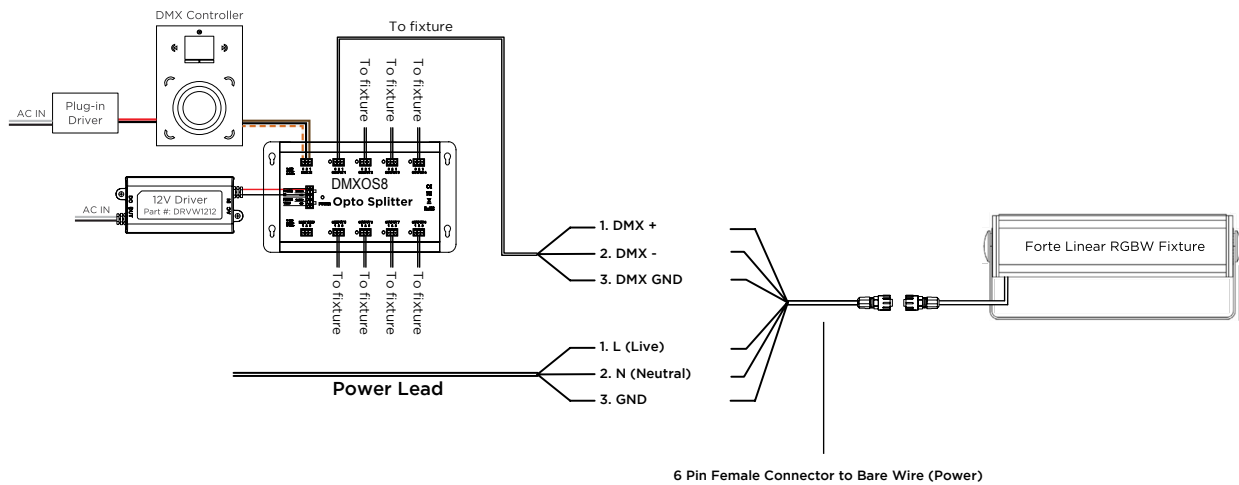 DMX Controller
To fixture
AC IN
Plug-in
Driver
To fixture
To fixture
To fixture
DMXOS8
Opto Splitter
12V Driver
Part #: DRVW1212
AC IN
To fixture
To fixture
To fixture
To fixture
1. DMX +
2. DMX -
3. DMX GND
Forte Linear RGBW Fixture
1. L (Live)
2. N (Neutral)
3. GND
Power Lead
6 Pin Female Connector to Bare Wire (Power)